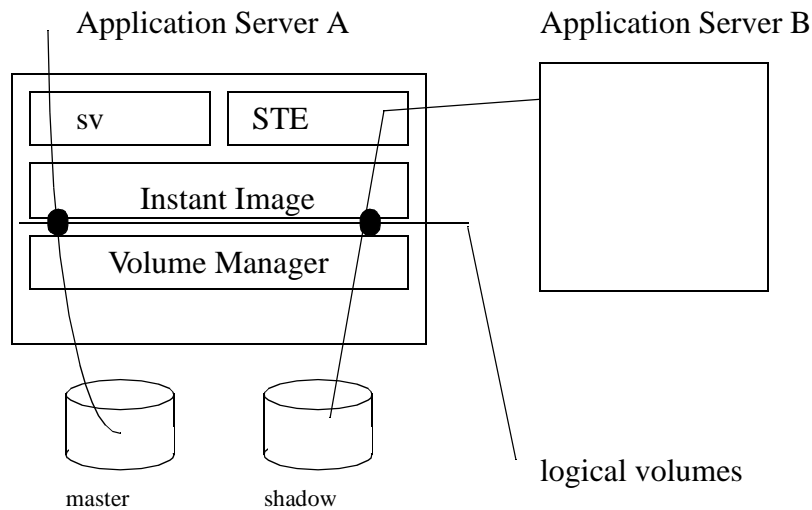 Application Server A
Application Server B
sv
STE
Instant Image
Volume Manager
logical volumes
master
shadow